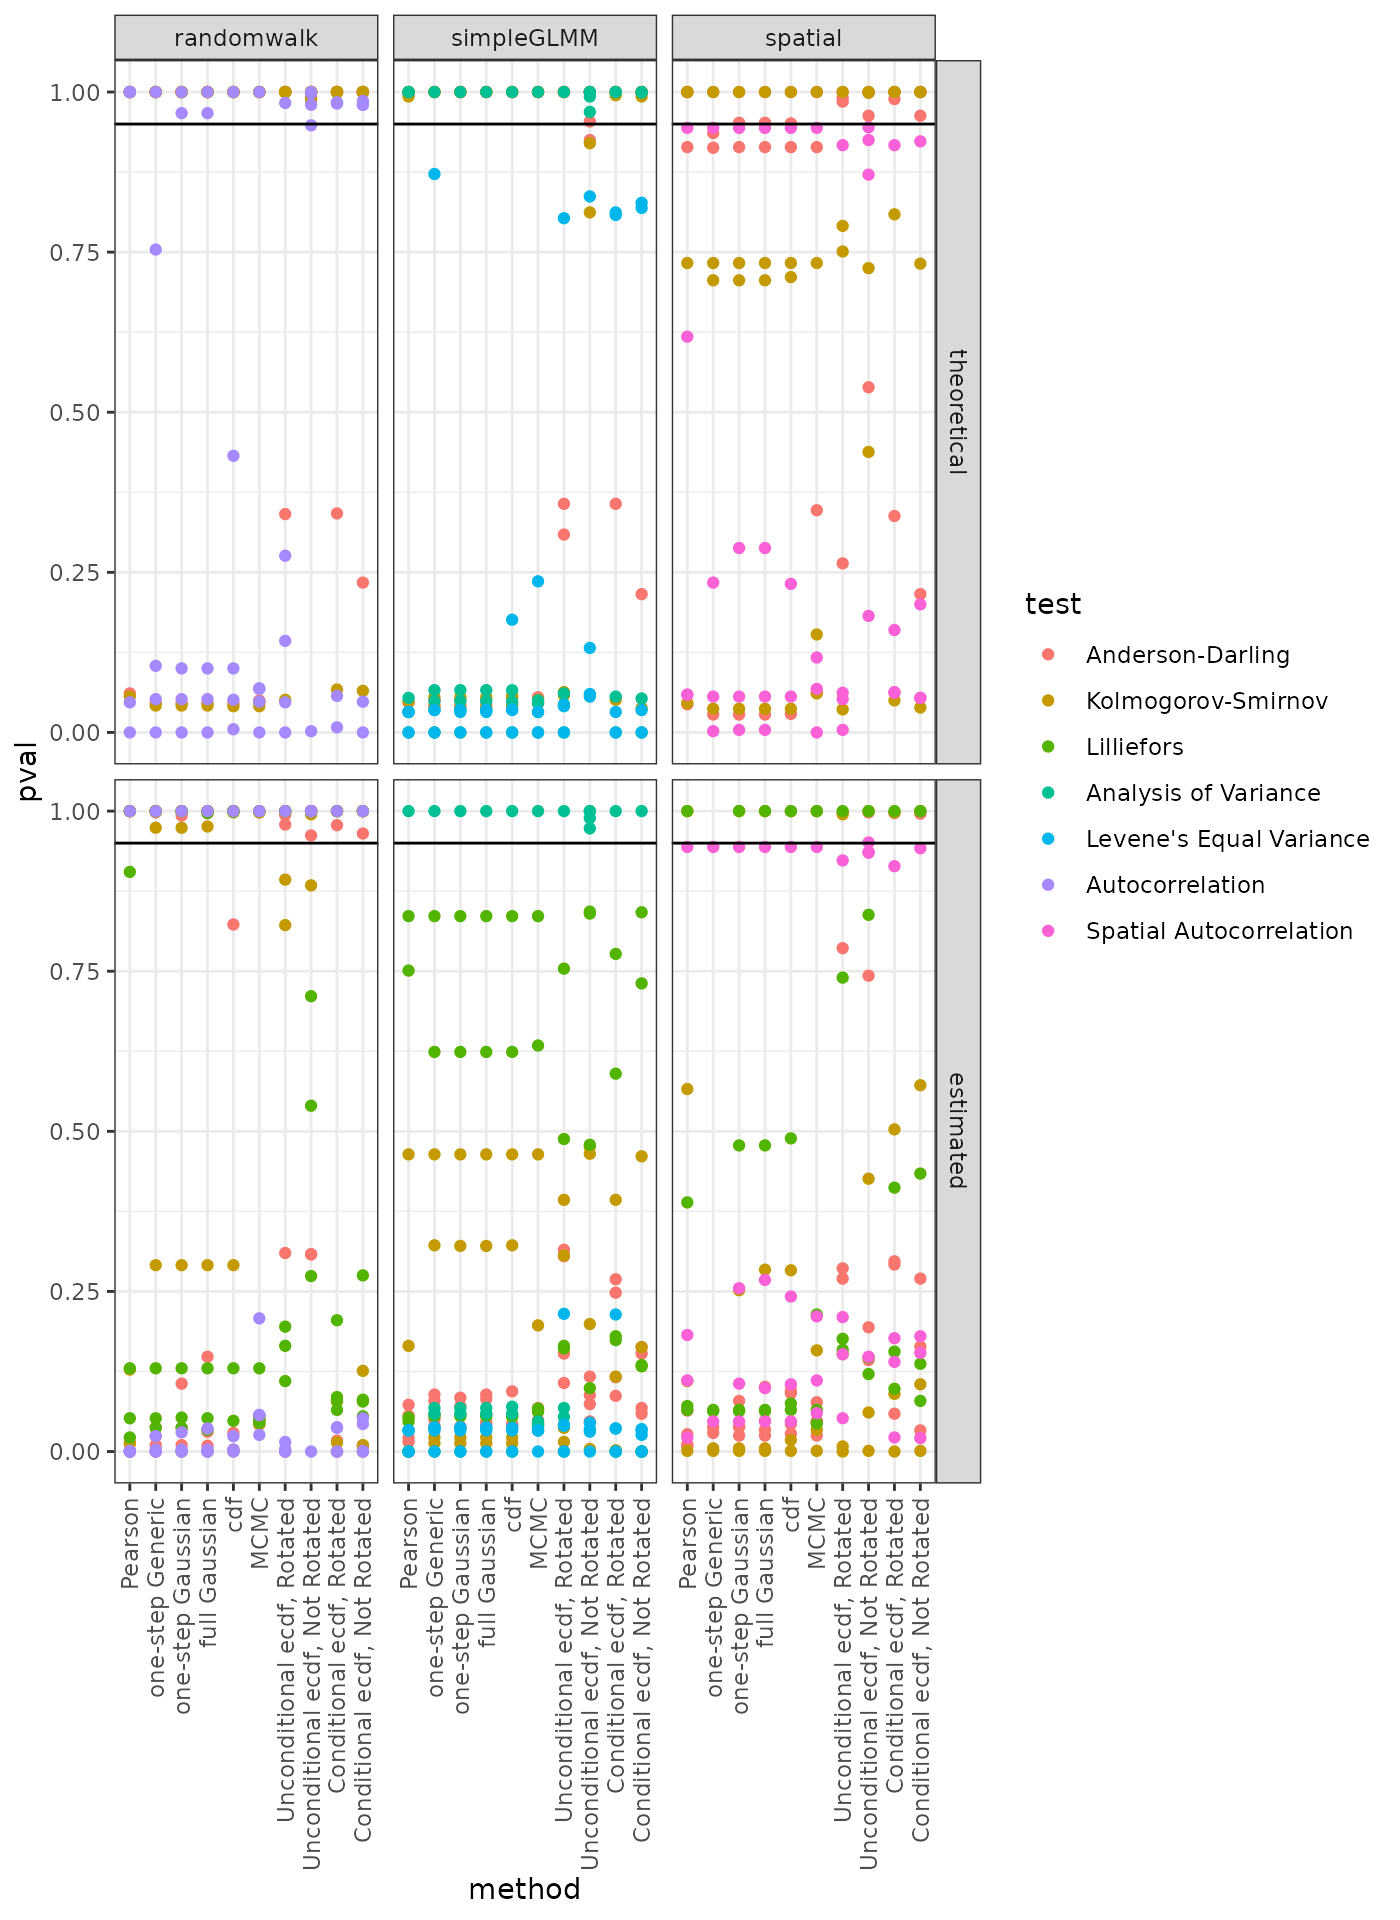 randomwalk
simpleGLMM
spatial
1.00
0.75
0.50
0.25
0.00
theoretical
1.00
0.75
0.50
0.25
0.00
estimated
pval
Pearson
one-step Generic
one-step Gaussian
full Gaussian
cdf
MCMC
Unconditional ecdf, Rotated
Unconditional ecdf, Not Rotated
Conditional ecdf, Rotated
Conditional ecdf, Not Rotated
Pearson
one-step Generic
one-step Gaussian
full Gaussian
cdf
MCMC
Unconditional ecdf, Rotated
Unconditional ecdf, Not Rotated
Conditional ecdf, Rotated
Conditional ecdf, Not Rotated
Pearson
one-step Generic
one-step Gaussian
full Gaussian
cdf
MCMC
Unconditional ecdf, Rotated
Unconditional ecdf, Not Rotated
Conditional ecdf, Rotated
Conditional ecdf, Not Rotated
method
test
Anderson-Darling
Kolmogorov-Smirnov
Lilliefors
Analysis of Variance
Levene's Equal Variance
Autocorrelation
Spatial Autocorrelation